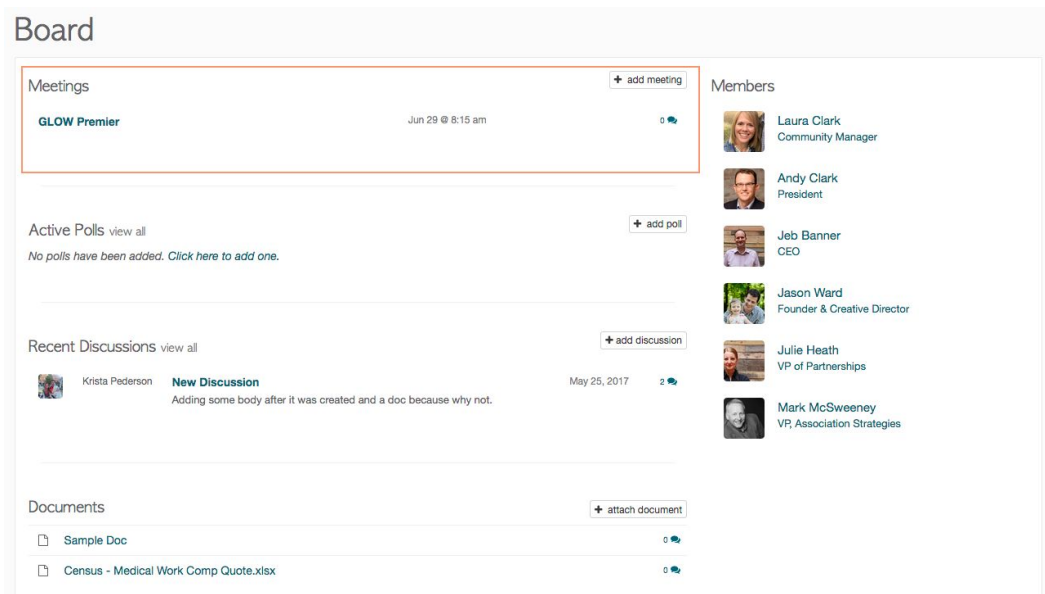 Board
Meetings
+ add meeting
GLOW Premier Jun 29 @ 8:15 am 0
Active Polls view all
+ add poll
No polls have been added. Click here to add one.
Recent Discussions view all
+ add discussion
Krista Pederson New Discussion May 25, 2017 2
Adding some body after it was created and a doc because why not.
Documents
+ attach document
Sample Doc 0
Census - Medical Work Comp Quote.xlsx 0
Members
Laura Clark
Community Manager
Andy Clark
President
Jeb Banner
CEO
Jason Ward
Founder & Creative Director
Julie Heath
VP of Partnerships
Mark McSweeney
VP, Association Strategies